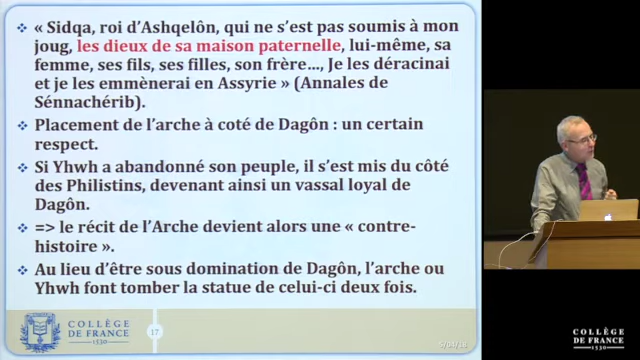 « Sidqa, roi d'Ashqelôn, qui ne s'est pas soumis à mon
joug, les dieux de sa maison paternelle, lui-même, sa
femme, ses fils, ses filles, son frère…, Je les déracinai
et je les emmènerai en Assyrie » (Annales de
Sénnachérib).
Placement de l'arche à coté de Dagôn : un certain
respect.
Si Yhwh a abandonné son peuple, il s'est mis du côté
des Philistins, devenant ainsi un vassal loyal de
Dagôn.
=> le récit de l'Arche devient alors une « contre-
histoire ».
Au lieu d'être sous domination de Dagôn, l'arche ou
Yhwh font tomber la statue de celui-ci deux fois.
COLLÈGE
DE FRANCE
1530
17
COLLÈGE
DE FRANCE
1530